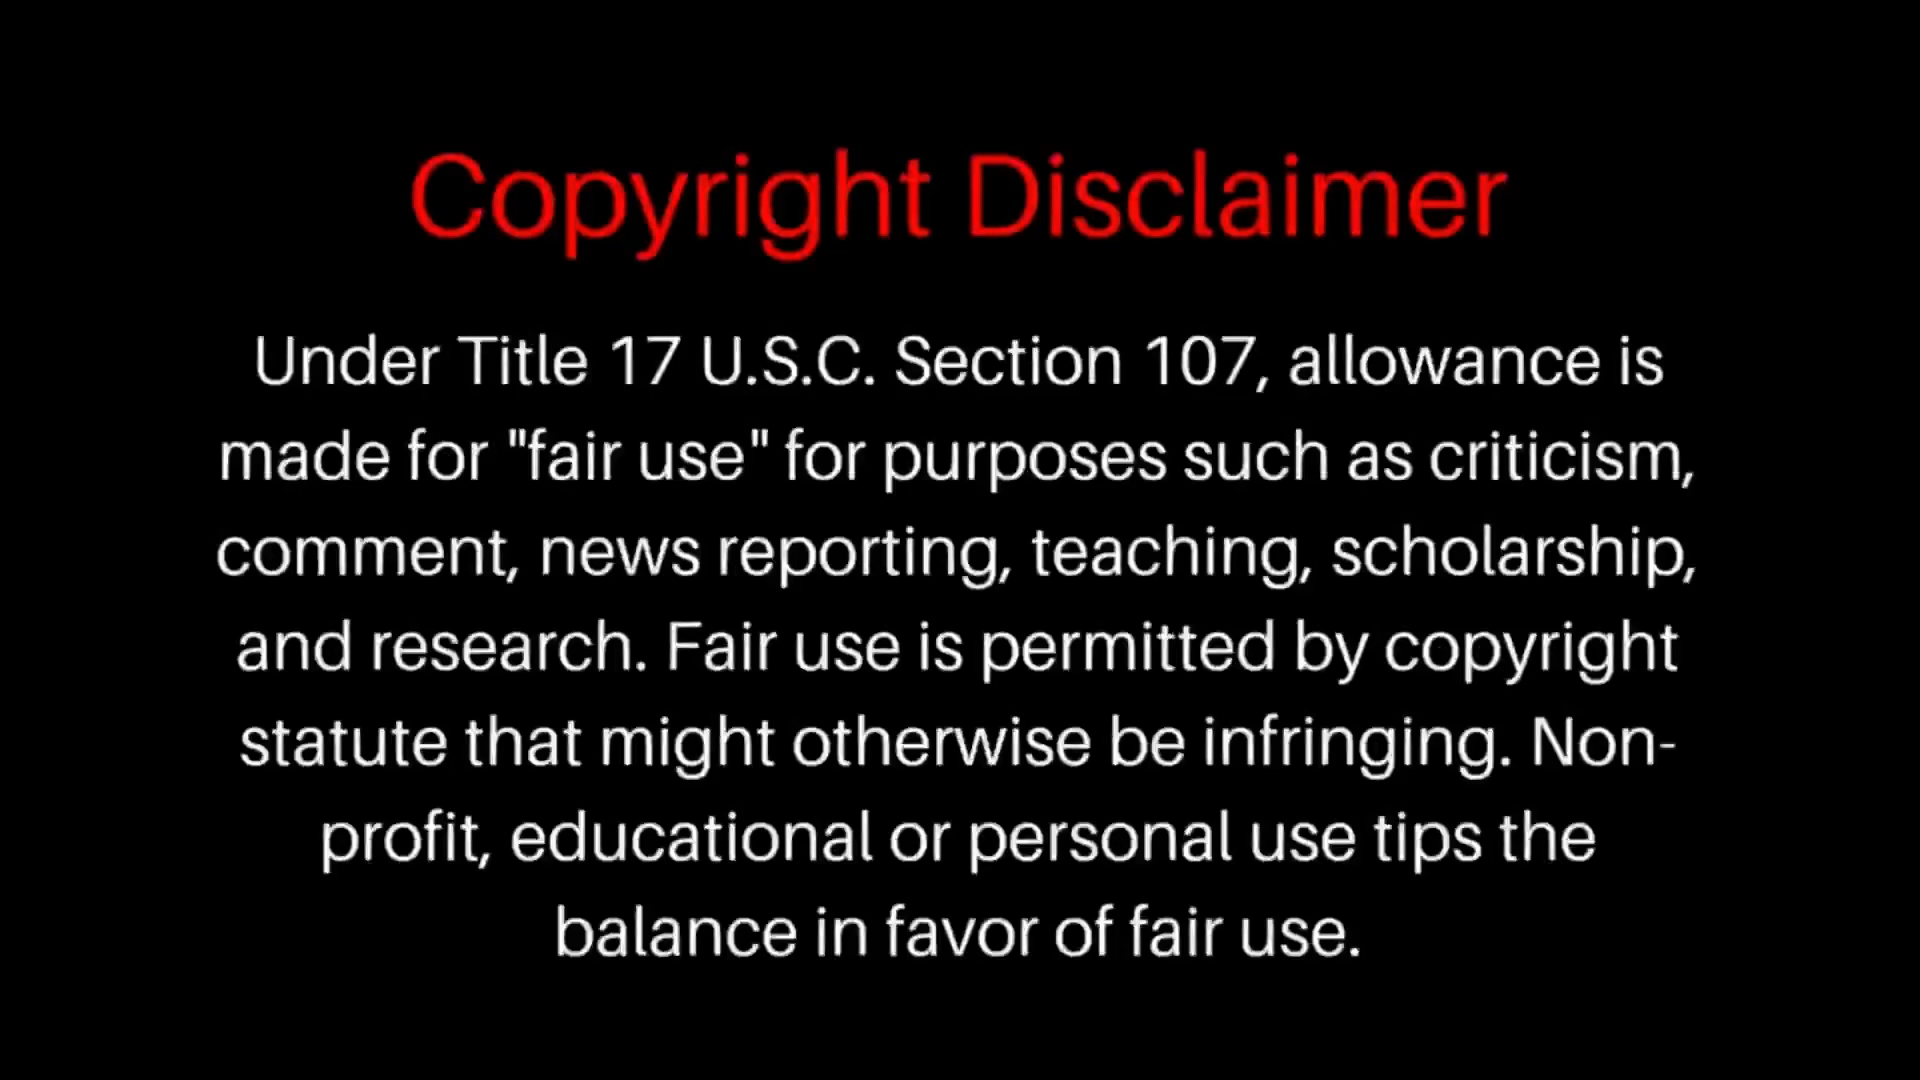 Copyright Disclaimer
Under Title 17 U.S.C. Section 107, allowance is
made for "fair use" for purposes such as criticism,
comment, news reporting, teaching, scholarship,
and research. Fair use is permitted by copyright
statute that might otherwise be infringing. Non-
profit, educational or personal use tips the
balance in favor of fair use.